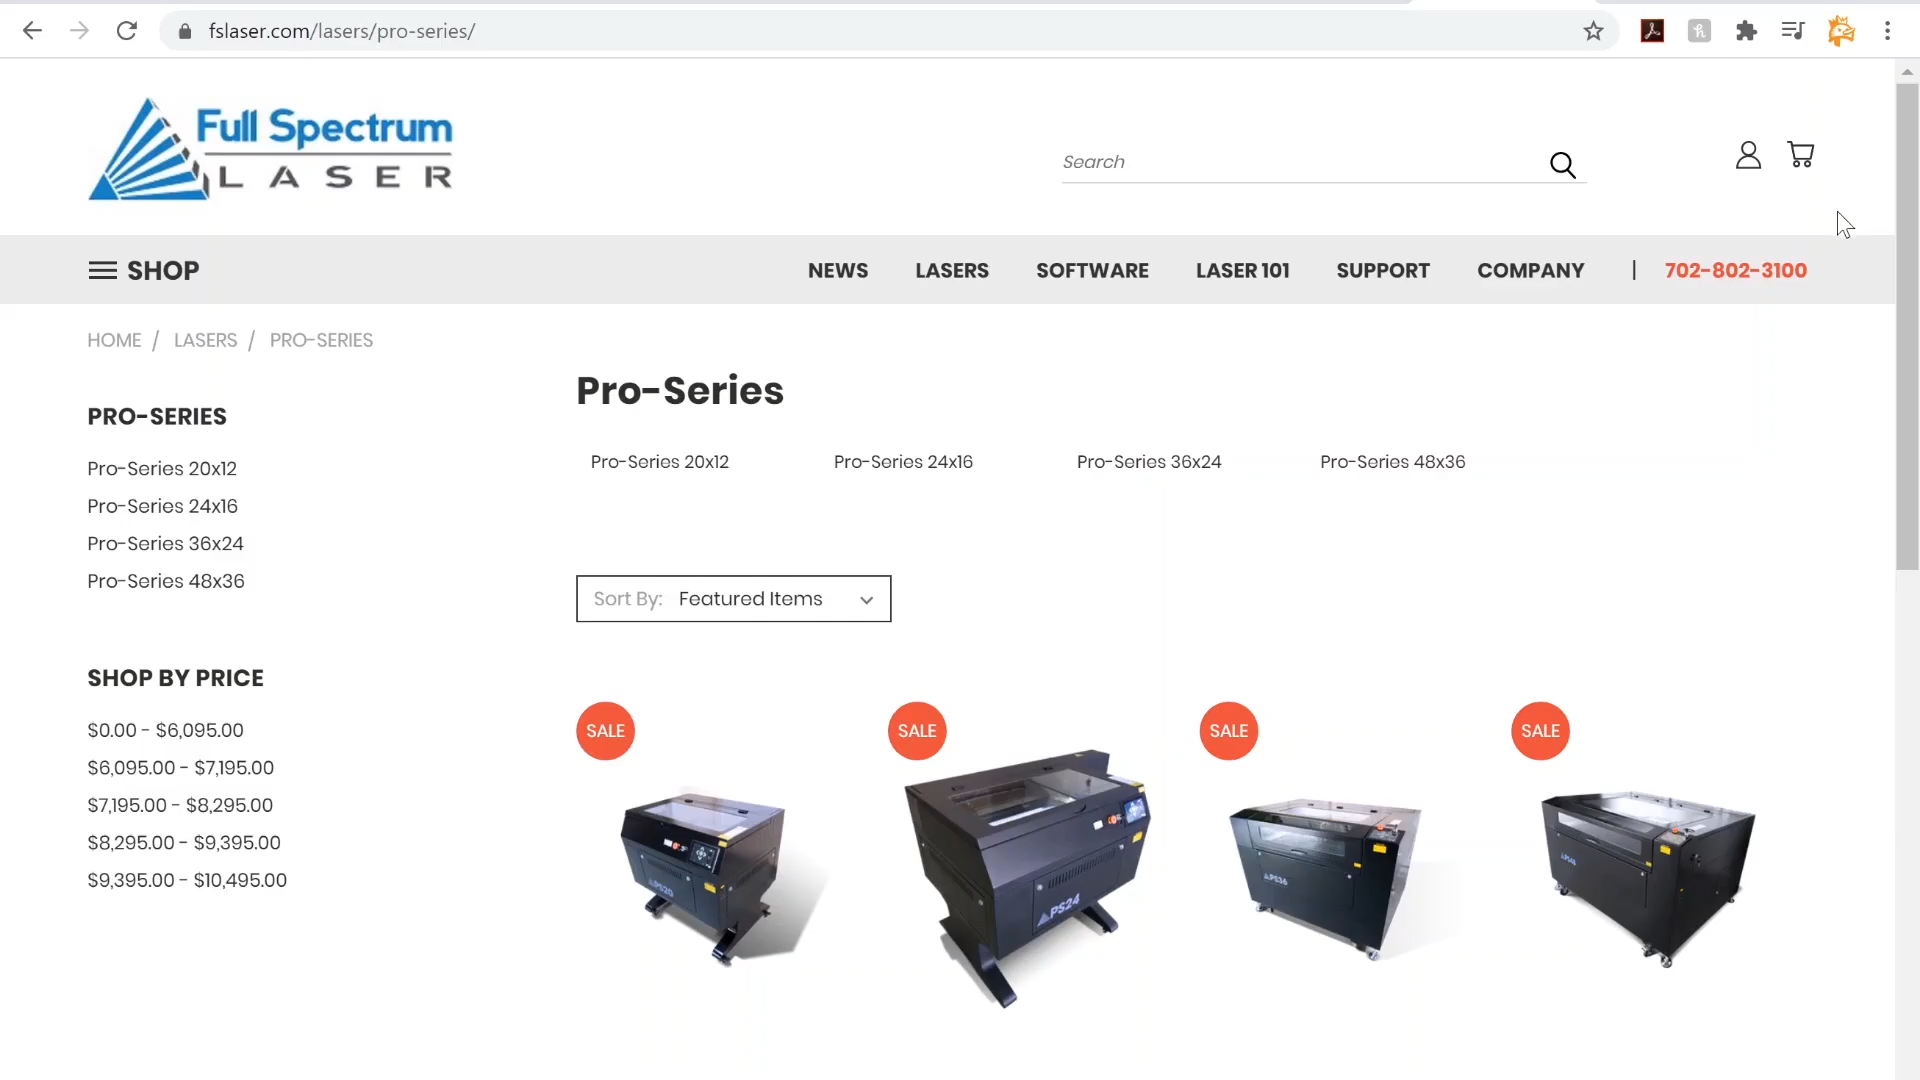 fslaser.com/lasers/pro-series/
Full Spectrum
LASER
Search
SHOP
NEWS
LASERS
SOFTWARE
LASER 101
SUPPORT
COMPANY
|
702-802-3100
HOME / LASERS / PRO-SERIES
PRO-SERIES
Pro-Series 20x12
Pro-Series 24x16
Pro-Series 36x24
Pro-Series 48x36
SHOP BY PRICE
$0.00 - $6,095.00
$6,095.00 - $7,195.00
$7,195.00 - $8,295.00
$8,295.00 - $9,395.00
$9,395.00 - $10,495.00
Pro-Series
Pro-Series 20x12
Pro-Series 24x16
Pro-Series 36x24
Pro-Series 48x36
Sort By: Featured Items
SALE
SALE
SALE
SALE
PS20
PS24
PS36
PS48